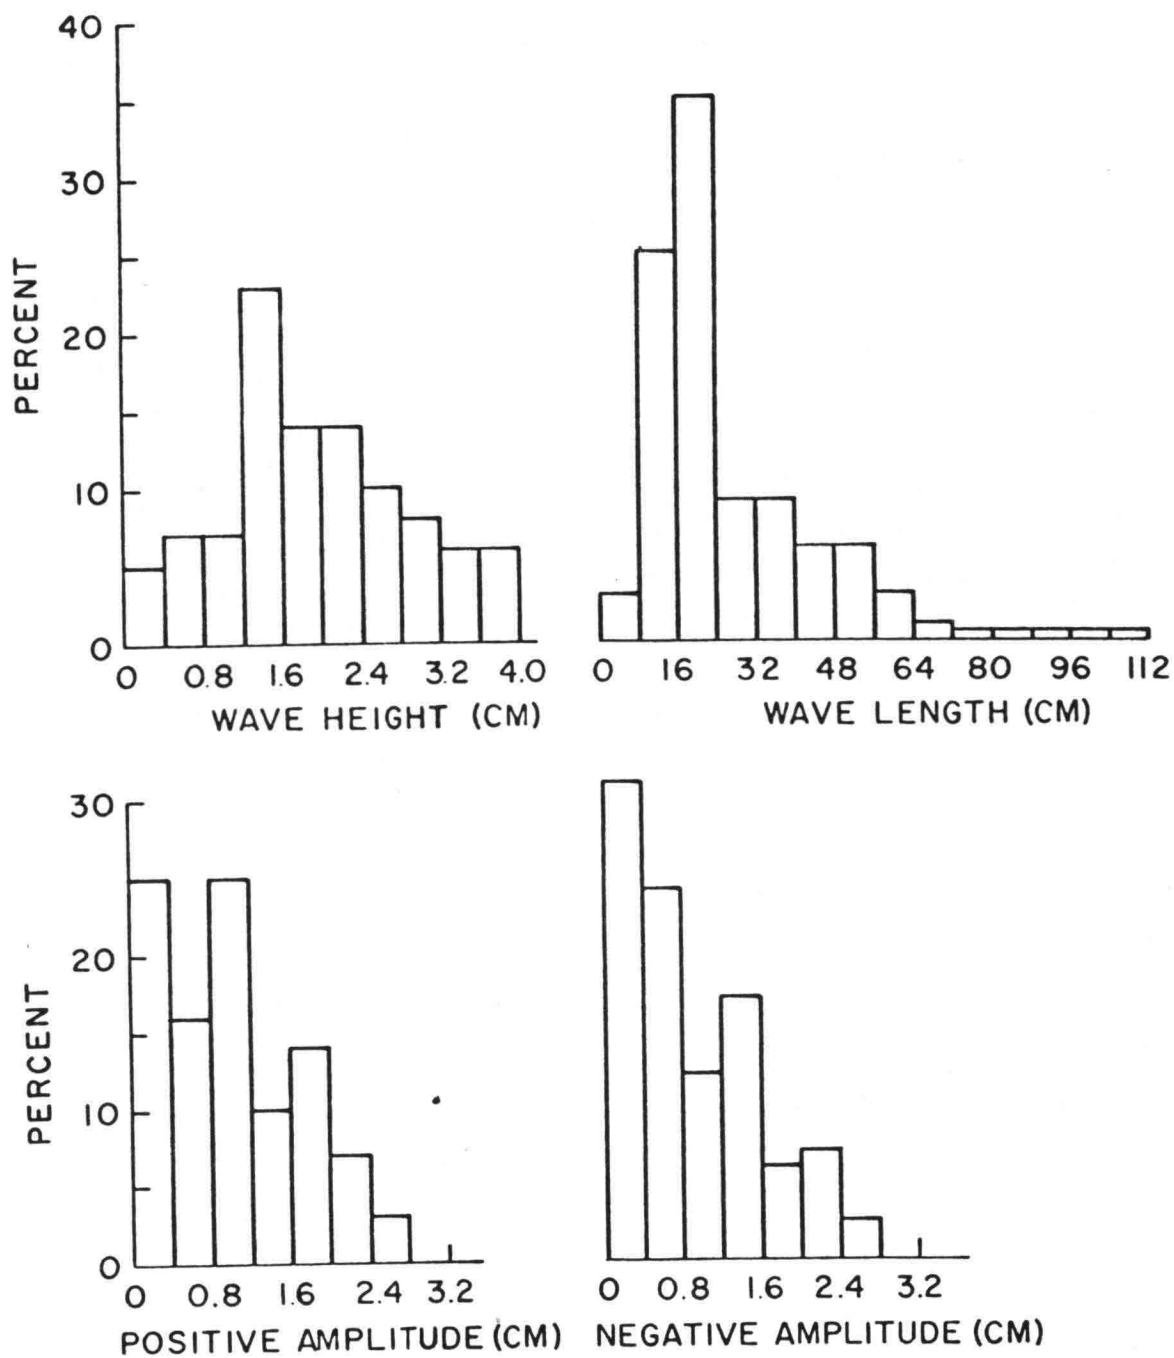 40
30
20
10
0
PERCENT
0 0.8 1.6 2.4 3.2 4.0
WAVE HEIGHT (CM)
0 16 32 48 64 80 96 112
WAVE LENGTH (CM)
30
20
10
0
PERCENT
0 0.8 1.6 2.4 3.2
POSITIVE AMPLITUDE (CM)
0 0.8 1.6 2.4 3.2
NEGATIVE AMPLITUDE (CM)